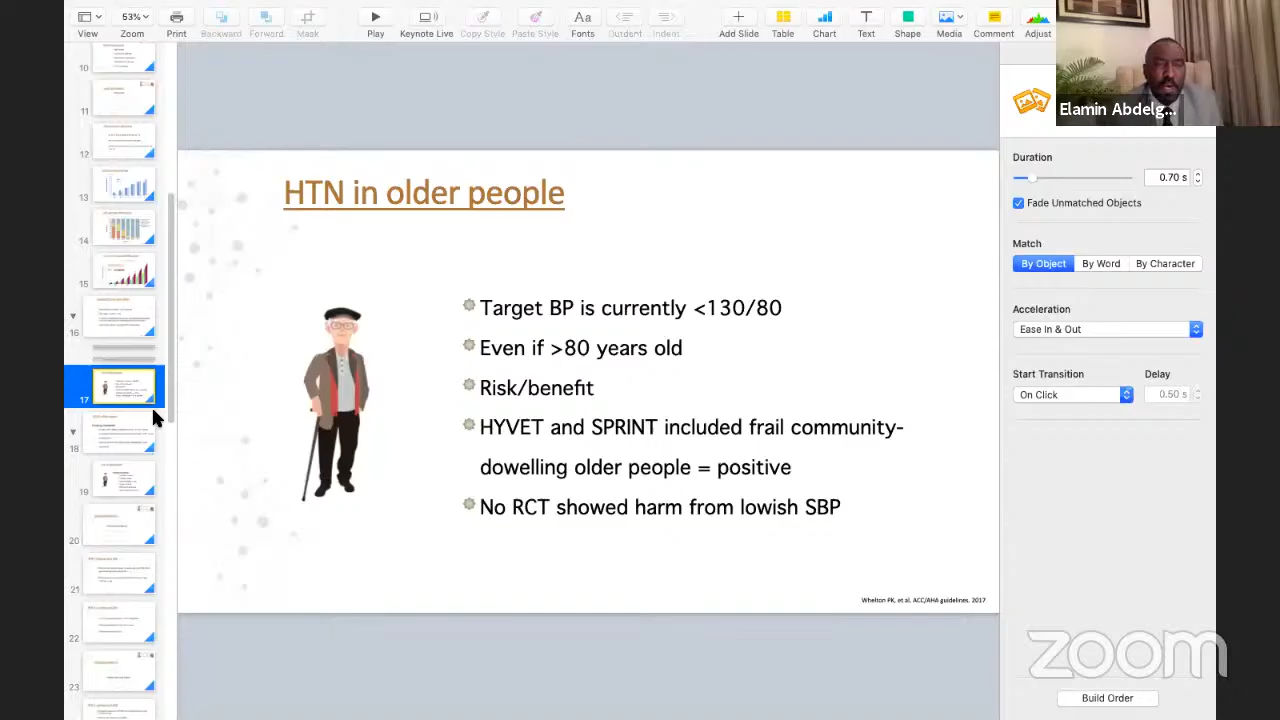 53%
View
Zoom
Print
Backward
Forward
Mask
Play
Keynote Live
Copy Style
Paste Style
Fonts
Outdent
Indent
Add Slide
Table
Chart
Text
Shape
Media
Comment
Adjust
Elamin Abdelg...
10
11
12
13
14
15
16
17
18
19
20
21
22
23
HTN in older people
Target BP is currently <130/80
Even if >80 years old
Risk/benefit
HYVET and SPRINT included frail community-
dowelling older people = positive
No RCT showed harm from lowish SBP
Whelton PK, et al. ACC/AHA guidelines. 2017
Duration
0.70 s
Fade Unmatched Objects
Match
By Object
By Word
By Character
Acceleration
Ease In & Out
Start Transition
Delay
On Click
0.50 s
zoom
Build Order